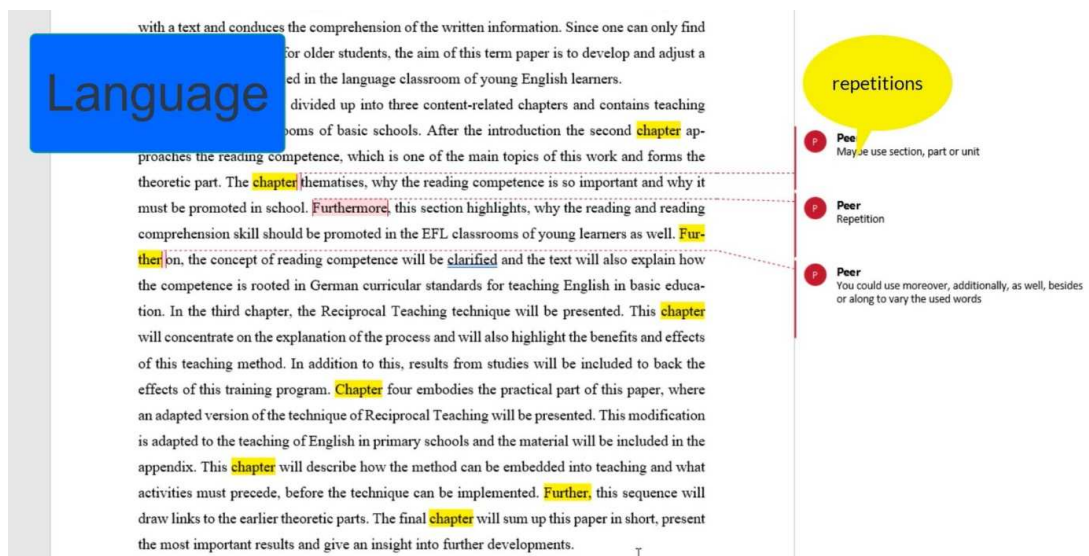 with a text and conduces the comprehension of the written information. Since one can only find
for older students, the aim of this term paper is to develop and adjust a
ed in the language classroom of young English learners.
Language
divided up into three content-related chapters and contains teaching
ooms of basic schools. After the introduction the second chapter ap-
proaches the reading competence, which is one of the main topics of this work and forms the
theoretic part. The chapter thematises, why the reading competence is so important and why it
must be promoted in school. Furthermore, this section highlights, why the reading and reading
comprehension skill should be promoted in the EFL classrooms of young learners as well. Fur-
ther on, the concept of reading competence will be clarified and the text will also explain how
the competence is rooted in German curricular standards for teaching English in basic educa-
tion. In the third chapter, the Reciprocal Teaching technique will be presented. This chapter
will concentrate on the explanation of the process and will also highlight the benefits and effects
of this teaching method. In addition to this, results from studies will be included to back the
effects of this training program. Chapter four embodies the practical part of this paper, where
an adapted version of the technique of Reciprocal Teaching will be presented. This modification
is adapted to the teaching of English in primary schools and the material will be included in the
appendix. This chapter will describe how the method can be embedded into teaching and what
activities must precede, before the technique can be implemented. Further, this sequence will
draw links to the earlier theoretic parts. The final chapter will sum up this paper in short, present
the most important results and give an insight into further developments.
repetitions
P Peer
Maybe use section, part or unit
P Peer
Repetition
P Peer
You could use moreover, additionally, as well, besides
or along to vary the used words